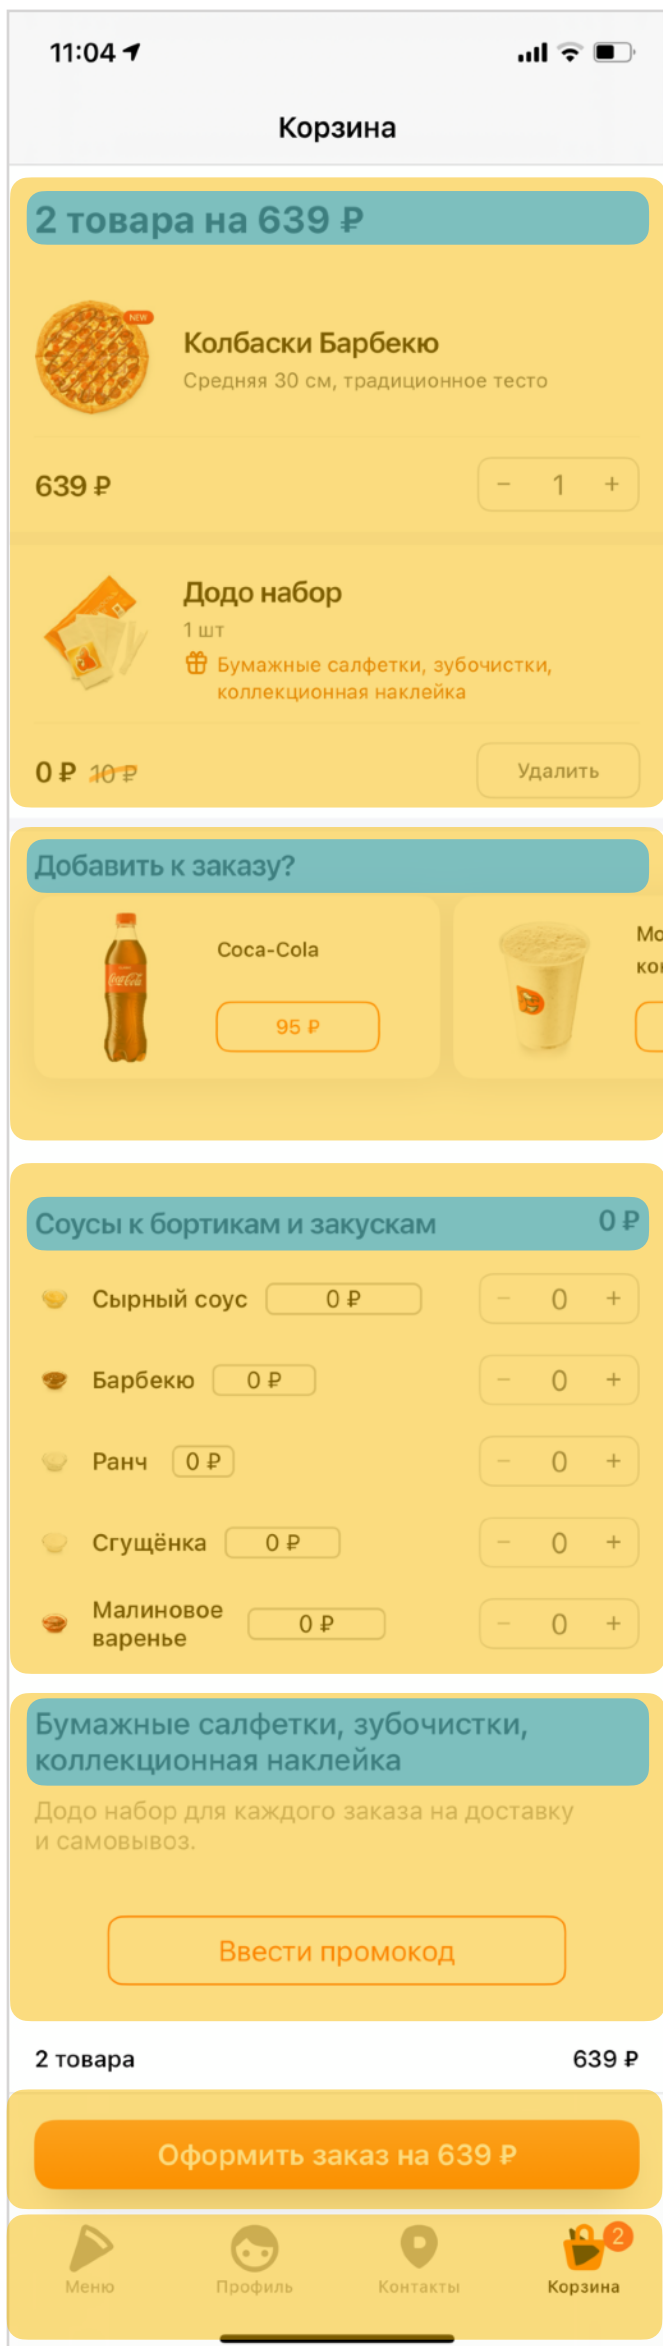 11:04
Корзина
2 товара на 639 ₽
NEW
Колбаски Барбекю
Средняя 30 см, традиционное тесто
639 ₽
− 1 +
Додо набор
1 шт
Бумажные салфетки, зубочистки,
коллекционная наклейка
0 ₽ 10 ₽
Удалить
Добавить к заказу?
Coca-Cola
Coca-Cola
95 ₽
Мо
кок
Соусы к бортикам и закускам 0 ₽
Сырный соус 0 ₽ − 0 +
Барбекю 0 ₽ − 0 +
Ранч 0 ₽ − 0 +
Сгущёнка 0 ₽ − 0 +
Малиновое
варенье 0 ₽ − 0 +
Бумажные салфетки, зубочистки,
коллекционная наклейка
Додо набор для каждого заказа на доставку
и самовывоз.
Ввести промокод
2 товара 639 ₽
Оформить заказ на 639 ₽
2
Меню Профиль Контакты Корзина